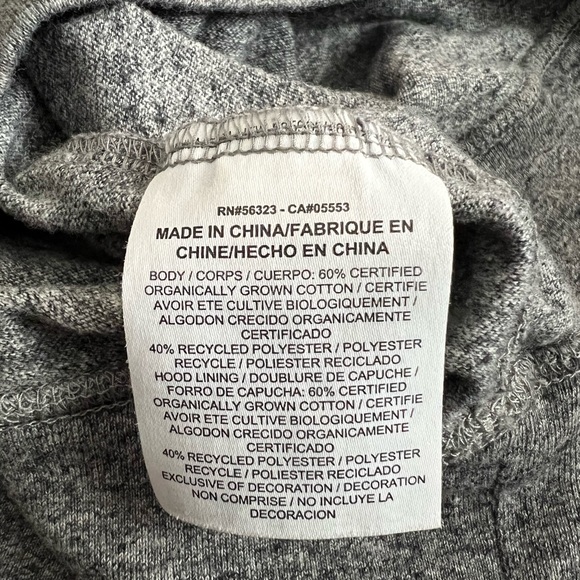 RN#56323 - CA#05553
MADE IN CHINA/FABRIQUE EN
CHINE/HECHO EN CHINA
BODY / CORPS / CUERPO: 60% CERTIFIED
ORGANICALLY GROWN COTTON / CERTIFIE
AVOIR ETE CULTIVE BIOLOGIQUEMENT /
ALGODON CRECIDO ORGANICAMENTE
CERTIFICADO
40% RECYCLED POLYESTER / POLYESTER
RECYCLE / POLIESTER RECICLADO
HOOD LINING / DOUBLURE DE CAPUCHE /
FORRO DE CAPUCHA: 60% CERTIFIED
ORGANICALLY GROWN COTTON / CERTIFIE
AVOIR ETE CULTIVE BIOLOGIQUEMENT /
ALGODON CRECIDO ORGANICAMENTE
CERTIFICADO
40% RECYCLED POLYESTER / POLYESTER
RECYCLE / POLIESTER RECICLADO
EXCLUSIVE OF DECORATION / DECORATION
NON COMPRISE / NO INCLUYE LA
DECORACION